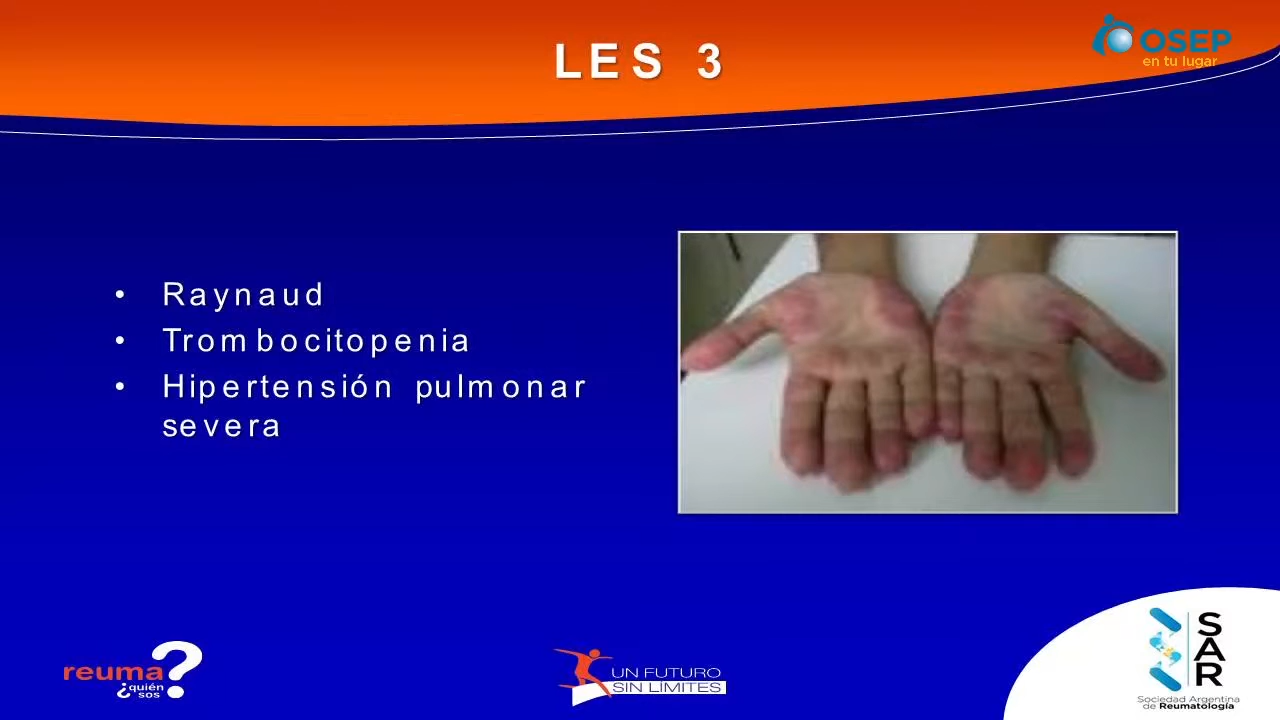 LES 3
OSEP
en tu lugar
• Raynaud
• Trombocitopenia
• Hipertensión pulmonar
severa
reuma?
¿quién
sos
UN FUTURO
SIN LÍMITES
SAR
Sociedad Argentina
de Reumatología